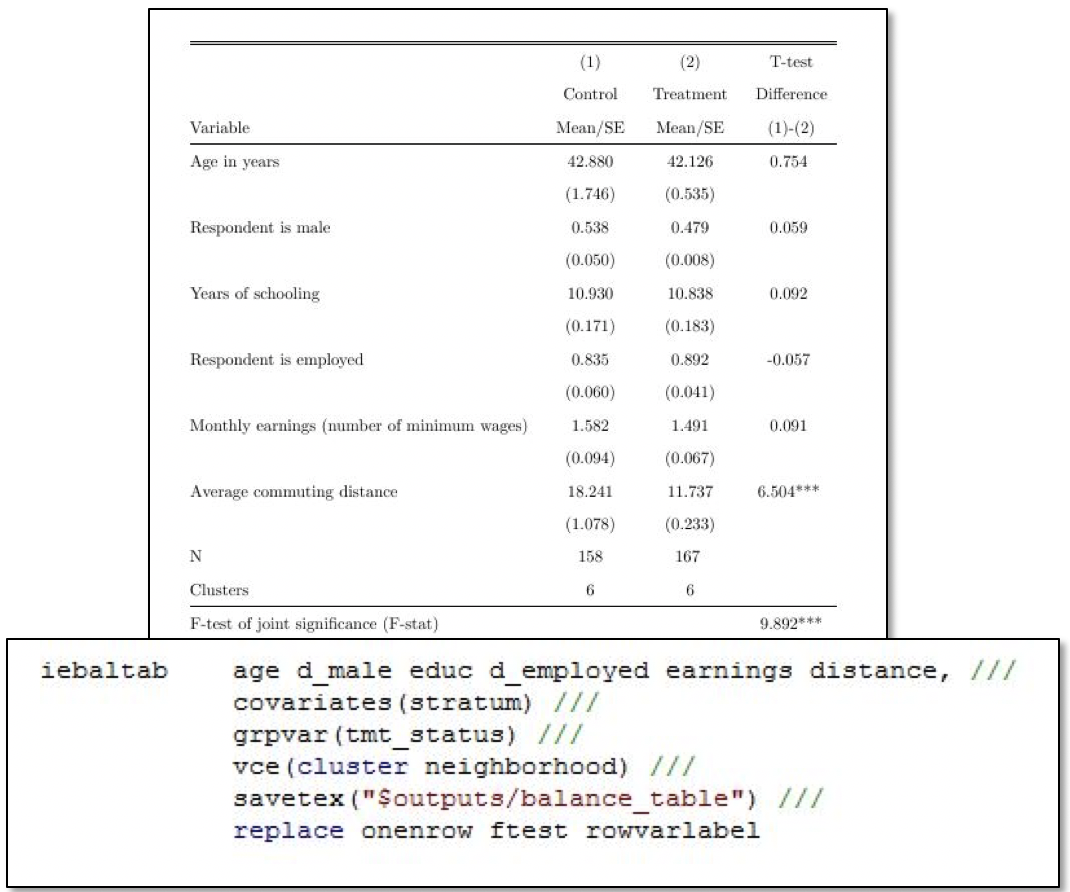 (1) (2) T-test
Control Treatment Difference
Variable Mean/SE Mean/SE (1)-(2)
Age in years 42.880 42.126 0.754
(1.746) (0.535)
Respondent is male 0.538 0.479 0.059
(0.050) (0.008)
Years of schooling 10.930 10.838 0.092
(0.171) (0.183)
Respondent is employed 0.835 0.892 -0.057
(0.060) (0.041)
Monthly earnings (number of minimum wages) 1.582 1.491 0.091
(0.094) (0.067)
Average commuting distance 18.241 11.737 6.504***
(1.078) (0.233)
N 158 167
Clusters 6 6
F-test of joint significance (F-stat) 9.892***
iebaltab age d_male educ d_employed earnings distance, ///
covariates(stratum) ///
grpvar(tmt_status) ///
vce(cluster neighborhood) ///
savetex("$outputs/balance_table") ///
replace onenrow ftest rowvarlabel